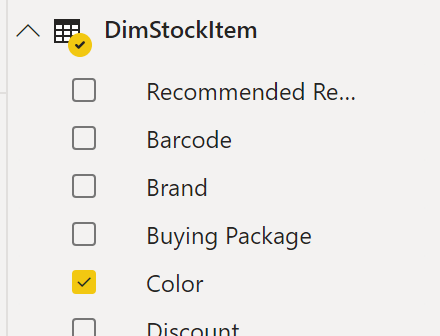 DimStockItem
Recommended Re...
Barcode
Brand
Buying Package
Color
Discount